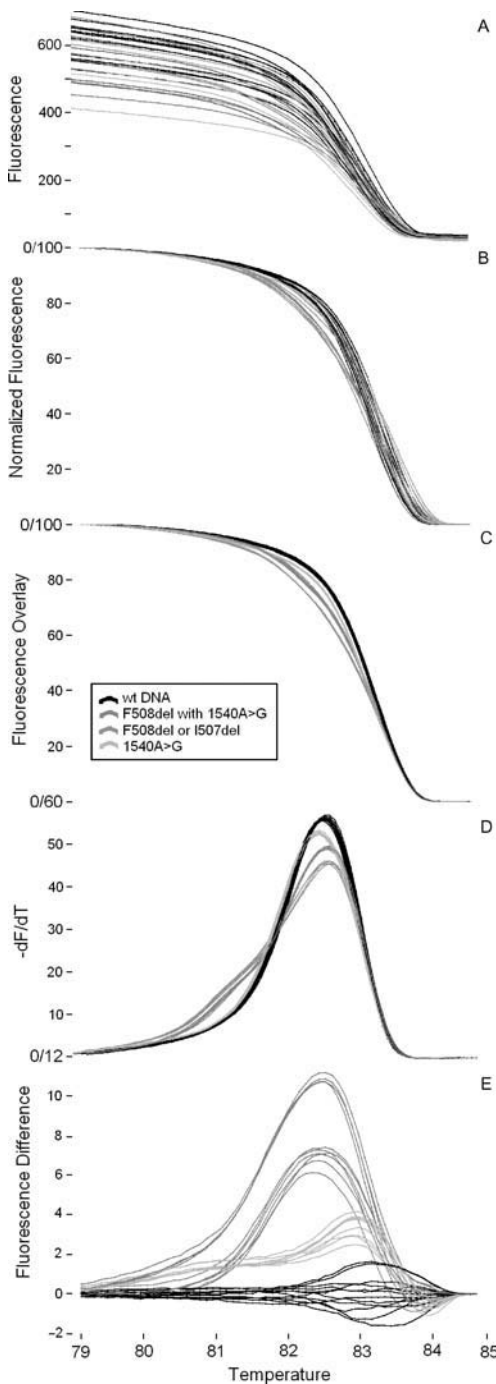 A
600
400
200
Fluorescence
0/100
B
80
60
40
20
Normalized Fluorescence
0/100
C
80
60
40
20
Fluorescence Overlay
wt DNA
F508del with 1540A>G
F508del or I507del
1540A>G
0/60
D
50
40
30
20
10
-dF/dT
0/12
E
10
8
6
4
2
0
-2
Fluorescence Difference
79 80 81 82 83 84 85
Temperature